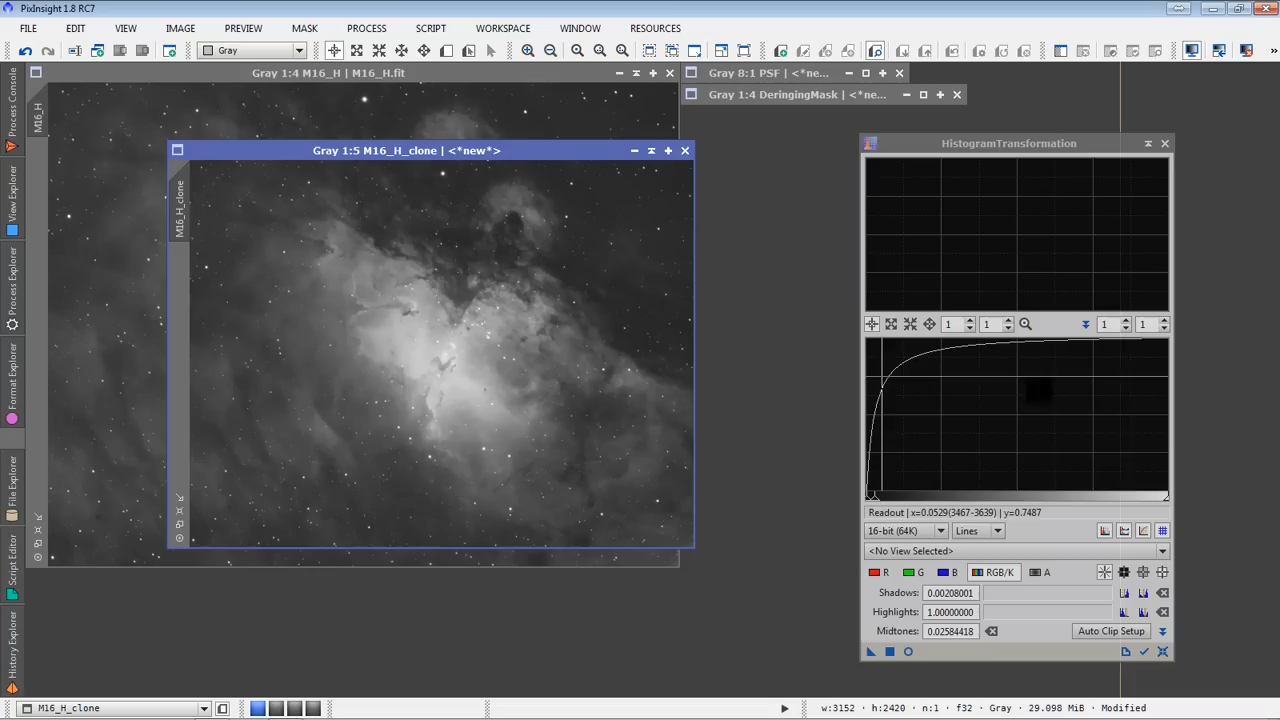 PixInsight 1.8 RC7
FILE EDIT VIEW IMAGE PREVIEW MASK PROCESS SCRIPT WORKSPACE WINDOW RESOURCES
Gray
Gray 1:4 M16_H | M16_H.fit
Gray 8:1 PSF | <*ne...
Gray 1:4 DeringingMask | <*ne...
Process Console
View Explorer
Process Explorer
Format Explorer
File Explorer
Script Editor
History Explorer
M16_H
Gray 1:5 M16_H_clone | <*new*>
M16_H_clone
HistogramTransformation
1 1 1 1
Readout | x=0.0529(3467-3639) | y=0.7487
16-bit (64K) Lines
<No View Selected>
R G B RGB/K A
Shadows: 0.00208001
Highlights: 1.00000000
Midtones: 0.02584418 Auto Clip Setup
M16_H_clone
w:3152 · h:2420 · n:1 · f32 · Gray · 29.098 MiB · Modified